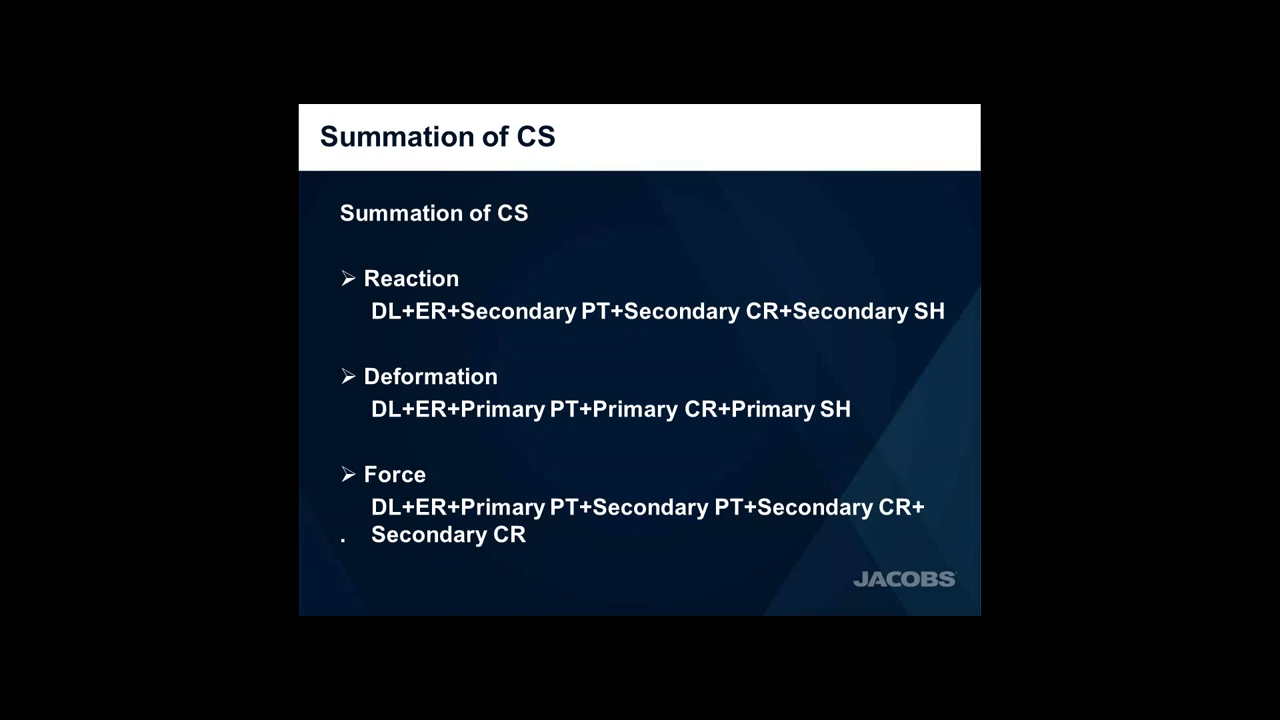 Summation of CS
Summation of CS
➢ Reaction
DL+ER+Secondary PT+Secondary CR+Secondary SH
➢ Deformation
DL+ER+Primary PT+Primary CR+Primary SH
➢ Force
DL+ER+Primary PT+Secondary PT+Secondary CR+
. Secondary CR
JACOBS